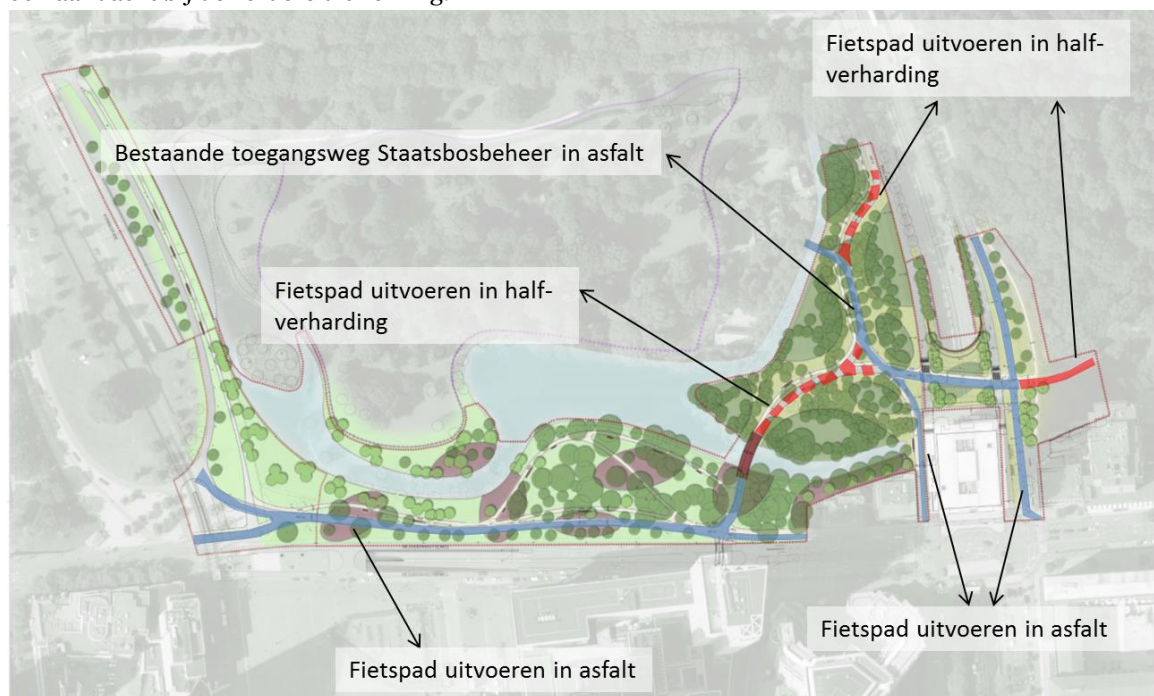 Fietspad uitvoeren in half-
verharding
Bestaande toegangsweg Staatsbosbeheer in asfalt
Fietspad uitvoeren in half-
verharding
Fietspad uitvoeren in asfalt
Fietspad uitvoeren in asfalt